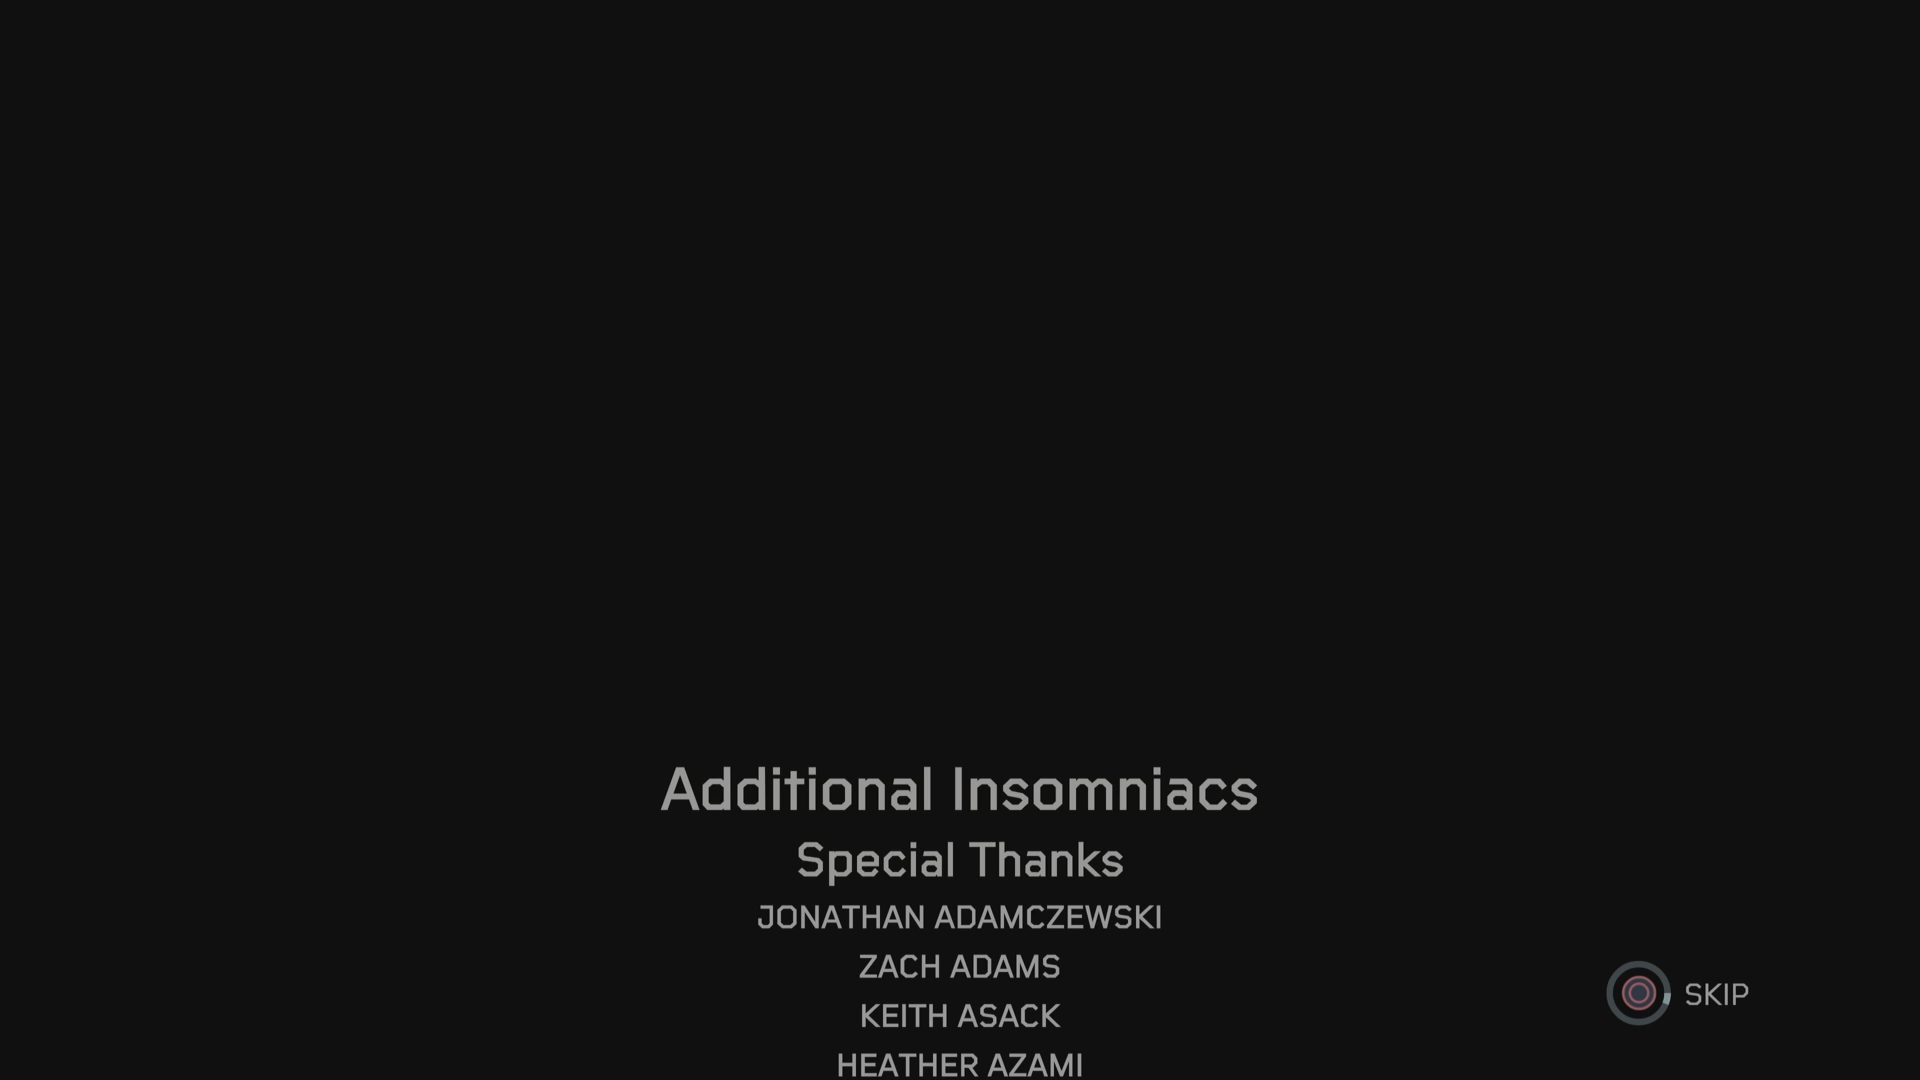 Additional Insomniacs
Special Thanks
JONATHAN ADAMCZEWSKI
ZACH ADAMS
KEITH ASACK
SKIP
HEATHER AZAMI